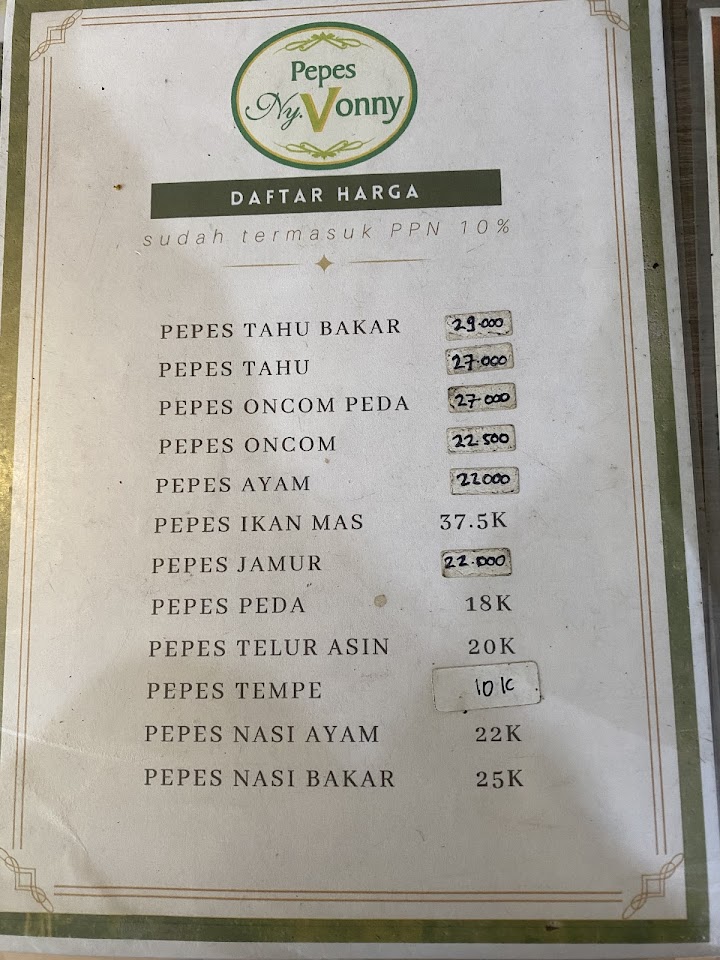 Pepes
Ny. Vonny
DAFTAR HARGA
sudah termasuk PPN 10%
PEPES TAHU BAKAR 29.000
PEPES TAHU 27.000
PEPES ONCOM PEDA 27.000
PEPES ONCOM 22.500
PEPES AYAM 22000
PEPES IKAN MAS 37.5K
PEPES JAMUR 22.000
PEPES PEDA 18K
PEPES TELUR ASIN 20K
PEPES TEMPE 10 K
PEPES NASI AYAM 22K
PEPES NASI BAKAR 25K